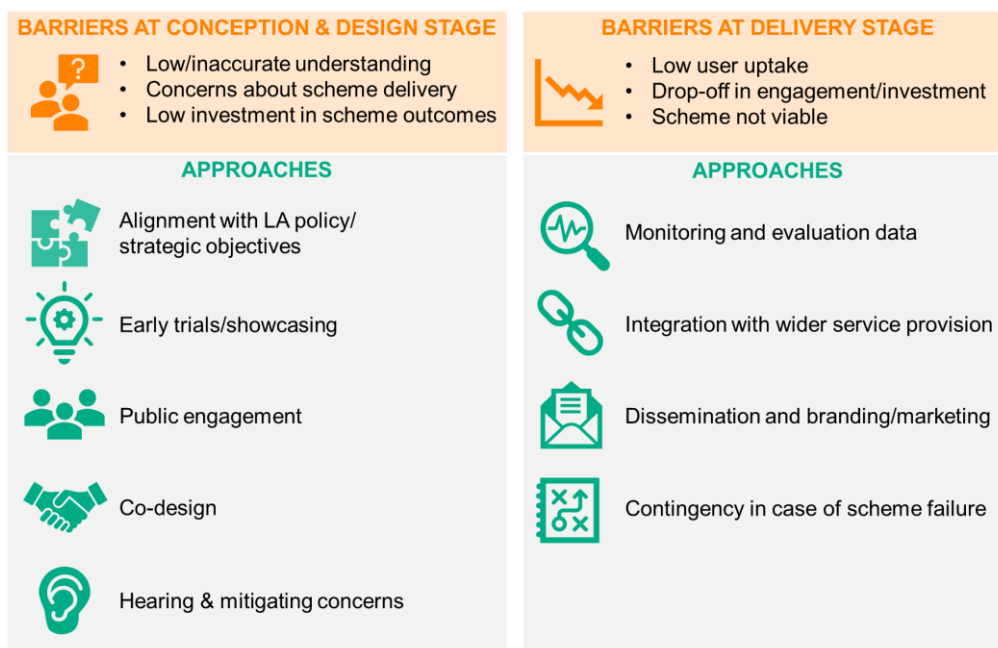 BARRIERS AT CONCEPTION & DESIGN STAGE
?
• Low/inaccurate understanding
• Concerns about scheme delivery
• Low investment in scheme outcomes
APPROACHES
Alignment with LA policy/
strategic objectives
Early trials/showcasing
Public engagement
Co-design
Hearing & mitigating concerns
BARRIERS AT DELIVERY STAGE
• Low user uptake
• Drop-off in engagement/investment
• Scheme not viable
APPROACHES
Monitoring and evaluation data
Integration with wider service provision
Dissemination and branding/marketing
Contingency in case of scheme failure